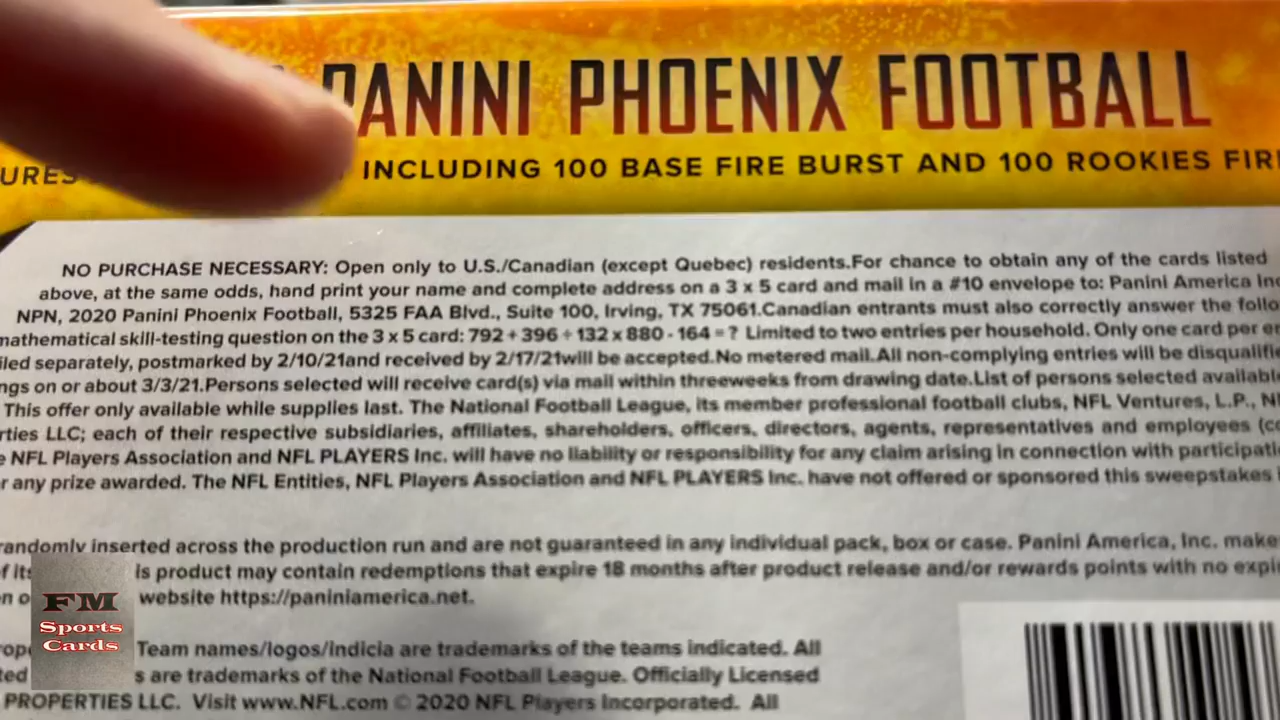 PANINI PHOENIX FOOTBALL
INCLUDING 100 BASE FIRE BURST AND 100 ROOKIES
NO PURCHASE NECESSARY: Open only to U.S./Canadian (except Quebec) residents.For chance to obtain any of the cards listed
above, at the same odds, hand print your name and complete address on a 3 x 5 card and mail in a #10 envelope to: Panini America
NPN, 2020 Panini Phoenix Football, 5325 FAA Blvd., Suite 100, Irving, TX 75061.Canadian entrants must also correctly answer the
mathematical skill-testing question on the 3 x 5 card: 792 + 396 ÷ 132 x 880 - 164 = ? Limited to two entries per household. Only one card per
separately, postmarked by 2/10/21and received by 2/17/21will be accepted.No metered mail.All non-complying entries will be
on or about 3/3/21.Persons selected will receive card(s) via mail within threeweeks from drawing date.List of persons selected
This offer only available while supplies last. The National Football League, its member professional football clubs, NFL Ventures, L.P.,
LLC; each of their respective subsidiaries, affiliates, shareholders, officers, directors, agents, representatives and employees
NFL Players Association and NFL PLAYERS Inc. will have no liability or responsibility for any claim arising in connection with
any prize awarded. The NFL Entities, NFL Players Association and NFL PLAYERS Inc. have not offered or sponsored this sweepstakes
randomly inserted across the production run and are not guaranteed in any individual pack, box or case. Panini America, Inc. make
of is product may contain redemptions that expire 18 months after product release and/or rewards points with no
website https://paniniamerica.net.
Team names/logos/indicia are trademarks of the teams indicated. All
s are trademarks of the National Football League. Officially Licensed
PROPERTIES LLC. Visit www.NFL.com © 2020 NFL Players Incorporated. All
FM
Sports
Cards